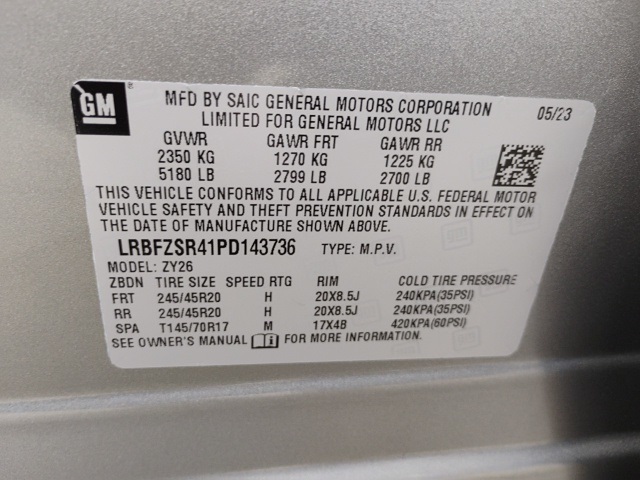 GM
MFD BY SAIC GENERAL MOTORS CORPORATION 05/23
LIMITED FOR GENERAL MOTORS LLC
GVWR GAWR FRT GAWR RR
2350 KG 1270 KG 1225 KG
5180 LB 2799 LB 2700 LB
THIS VEHICLE CONFORMS TO ALL APPLICABLE U.S. FEDERAL MOTOR
VEHICLE SAFETY AND THEFT PREVENTION STANDARDS IN EFFECT ON
THE DATE OF MANUFACTURE SHOWN ABOVE.
LRBFZSR41PD143736 TYPE: M.P.V.
MODEL: ZY26
ZBDN TIRE SIZE SPEED RTG RIM COLD TIRE PRESSURE
FRT 245/45R20 H 20X8.5J 240KPA(35PSI)
RR 245/45R20 H 20X8.5J 240KPA(35PSI)
SPA T145/70R17 M 17X4B 420KPA(60PSI)
SEE OWNER'S MANUAL i FOR MORE INFORMATION.